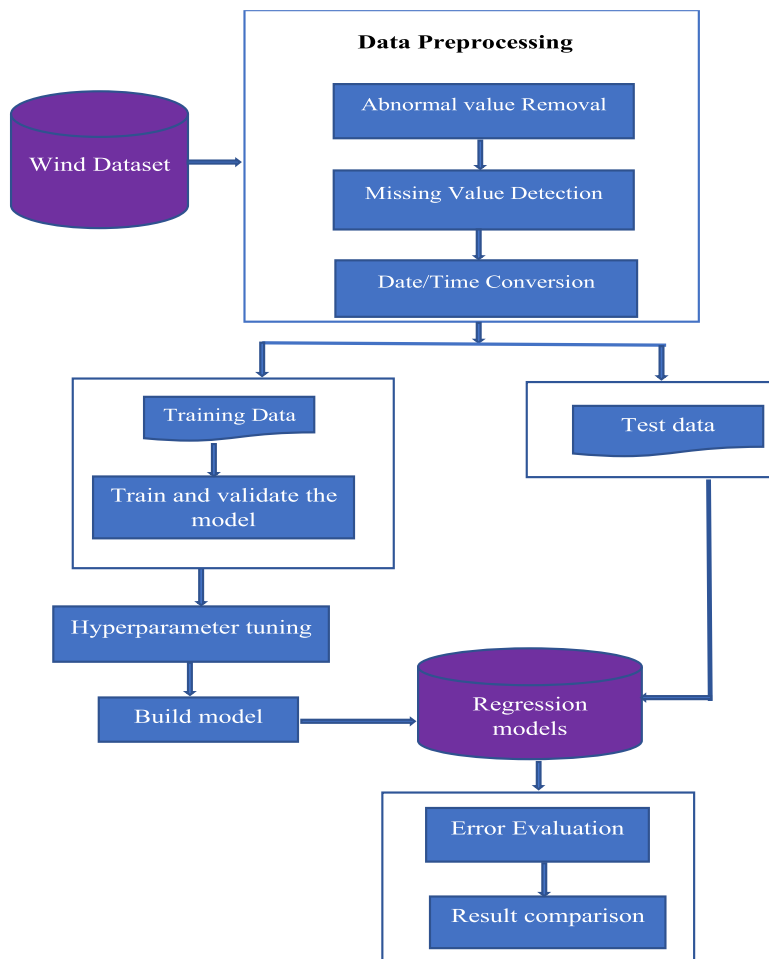 Data Preprocessing
Abnormal value Removal
Wind Dataset
Missing Value Detection
Date/Time Conversion
Training Data
Test data
Train and validate the
model
Hyperparameter tuning
Build model
Regression
models
Error Evaluation
Result comparison